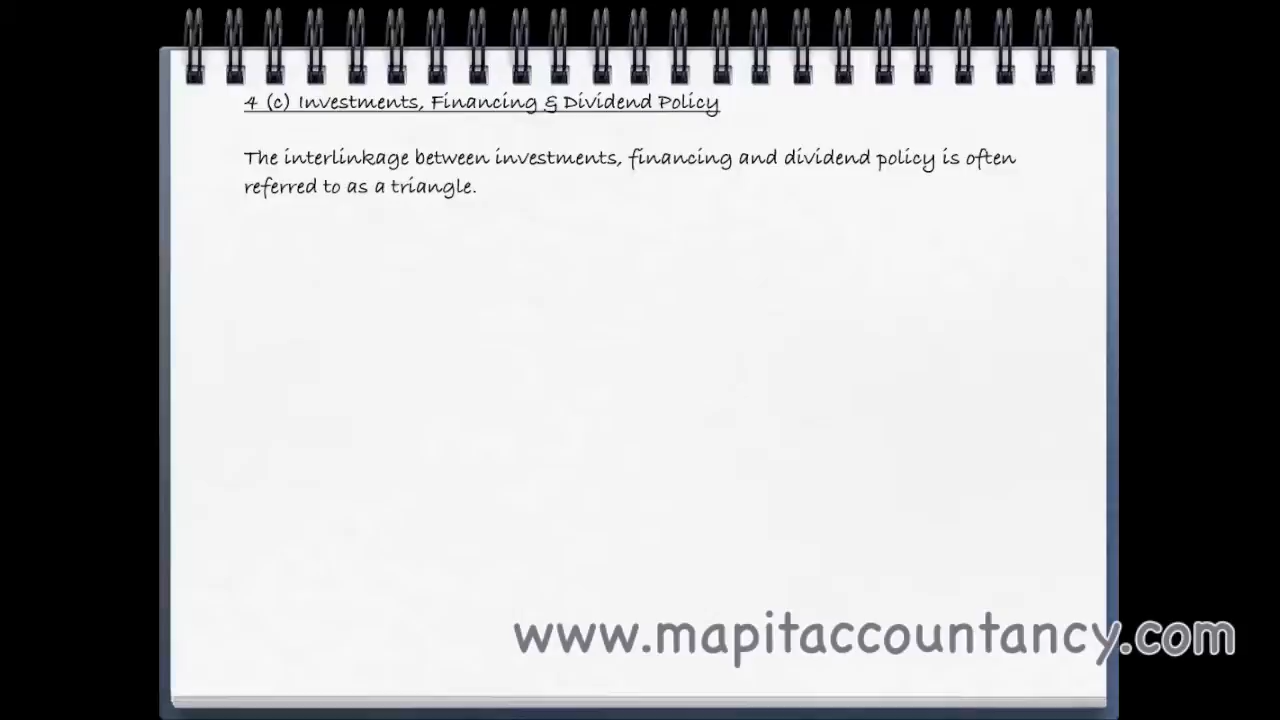 4 (c) Investments, Financing & Dividend Policy
The interlinkage between investments, financing and dividend policy is often
referred to as a triangle.
www.mapitaccountancy.com